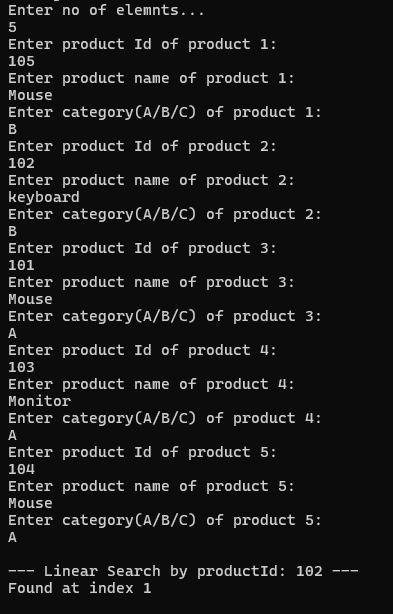 Enter no of elemnts...
5
Enter product Id of product 1:
105
Enter product name of product 1:
Mouse
Enter category(A/B/C) of product 1:
B
Enter product Id of product 2:
102
Enter product name of product 2:
keyboard
Enter category(A/B/C) of product 2:
B
Enter product Id of product 3:
101
Enter product name of product 3:
Mouse
Enter category(A/B/C) of product 3:
A
Enter product Id of product 4:
103
Enter product name of product 4:
Monitor
Enter category(A/B/C) of product 4:
A
Enter product Id of product 5:
104
Enter product name of product 5:
Mouse
Enter category(A/B/C) of product 5:
A
--- Linear Search by productId: 102 ---
Found at index 1